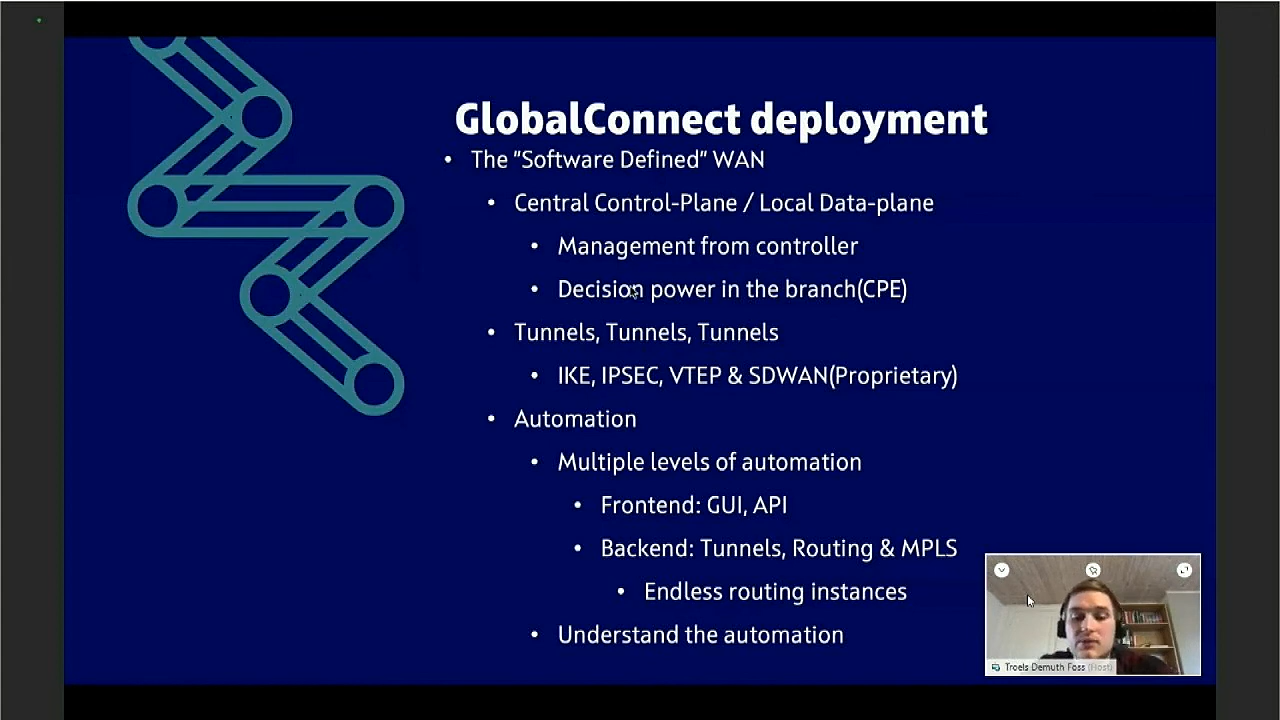 GlobalConnect deployment
• The "Software Defined" WAN
• Central Control-Plane / Local Data-plane
• Management from controller
• Decision power in the branch(CPE)
• Tunnels, Tunnels, Tunnels
• IKE, IPSEC, VTEP & SDWAN(Proprietary)
• Automation
• Multiple levels of automation
• Frontend: GUI, API
• Backend: Tunnels, Routing & MPLS
• Endless routing instances
• Understand the automation
Troels Demuth Foss (Host)